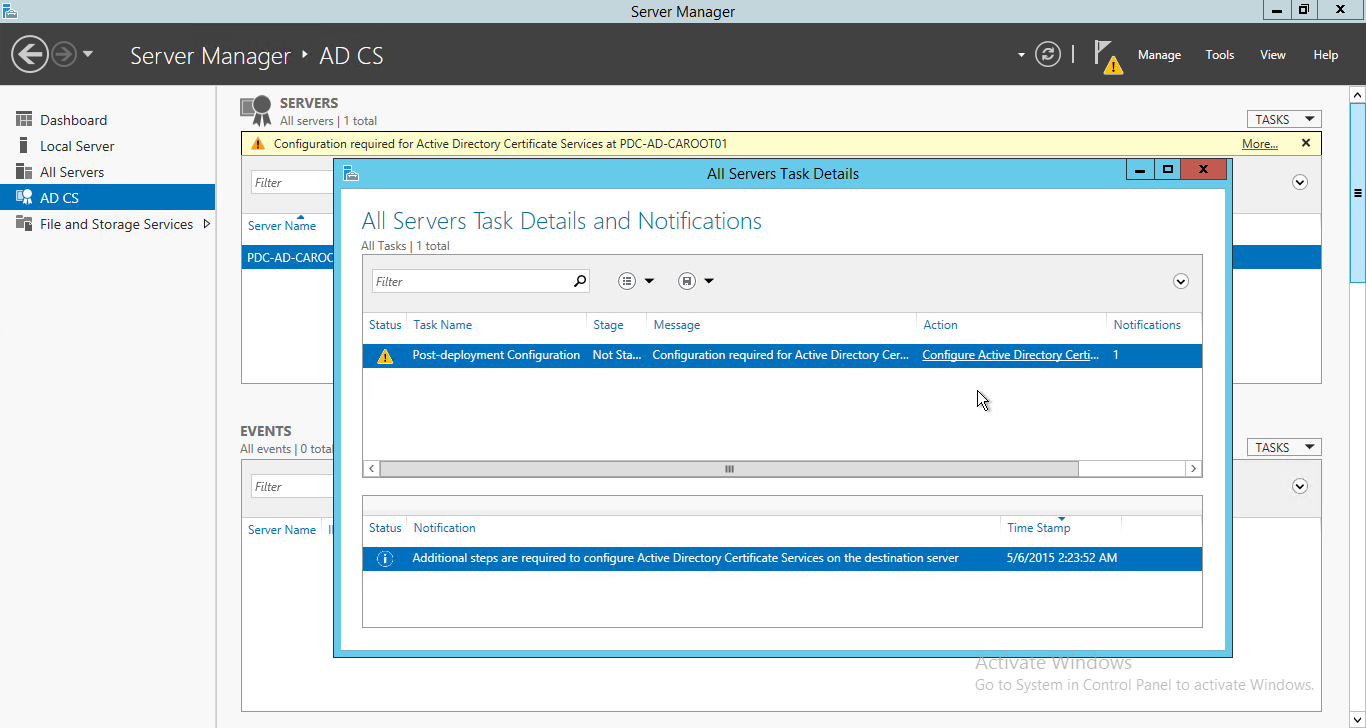 Server Manager
Server Manager ‣ AD CS
Manage Tools View Help
Dashboard
Local Server
All Servers
AD CS
File and Storage Services
SERVERS
All servers | 1 total
TASKS
Configuration required for Active Directory Certificate Services at PDC-AD-CAROOT01
More...
Filter
Server Name
PDC-AD-CAROC
All Servers Task Details
All Servers Task Details and Notifications
All Tasks | 1 total
Filter
Status Task Name Stage Message Action Notifications
Post-deployment Configuration Not Sta... Configuration required for Active Directory Cer... Configure Active Directory Certi... 1
Status Notification Time Stamp
Additional steps are required to configure Active Directory Certificate Services on the destination server 5/6/2015 2:23:52 AM
EVENTS
All events | 0 total
TASKS
Filter
Server Name
Activate Windows
Go to System in Control Panel to activate Windows.